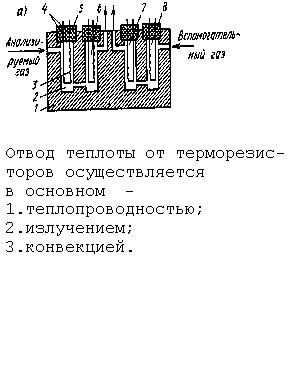 а)
4 5 6 7 8
Анализи-
руемый
газ
Вспомогатель-
ный газ
3
2
1
Отвод теплоты от терморезис-
торов осуществляется
в основном -
1.теплопроводностью;
2.излучением;
3.конвекцией.